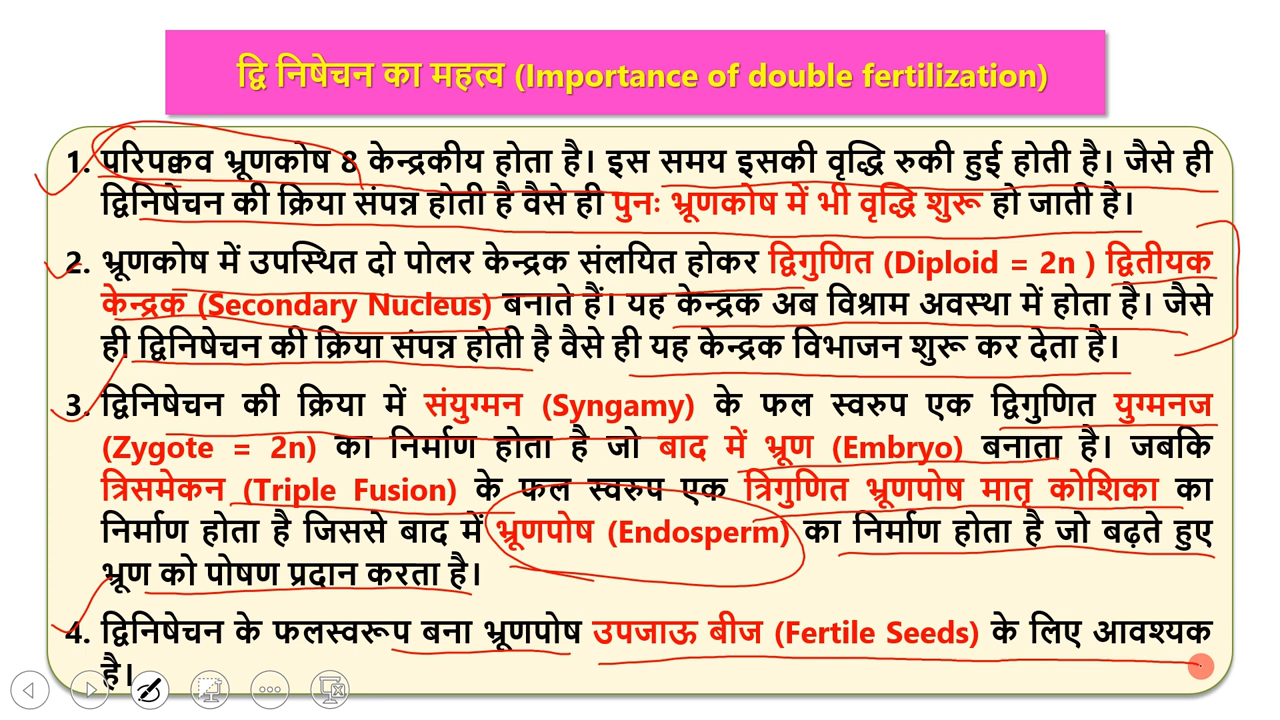 द्वि निषेचन का महत्व (Importance of double fertilization)
1. परिपक्कव भ्रूणकोष 8 केन्द्रकीय होता है। इस समय इसकी वृद्धि रुकी हुई होती है। जैसे ही
द्विनिषेचन की क्रिया संपन्न होती है वैसे ही पुनः भ्रूणकोष में भी वृद्धि शुरू हो जाती है।
2. भ्रूणकोष में उपस्थित दो पोलर केन्द्रक संलयित होकर द्विगुणित (Diploid = 2n ) द्वितीयक
केन्द्रक (Secondary Nucleus) बनाते हैं। यह केन्द्रक अब विश्राम अवस्था में होता है। जैसे
ही द्विनिषेचन की क्रिया संपन्न होती है वैसे ही यह केन्द्रक विभाजन शुरू कर देता है।
3. द्विनिषेचन की क्रिया में संयुग्मन (Syngamy) के फल स्वरुप एक द्विगुणित युग्मनज
(Zygote = 2n) का निर्माण होता है जो बाद में भ्रूण (Embryo) बनाता है। जबकि
त्रिसमेकन (Triple Fusion) के फल स्वरुप एक त्रिगुणित भ्रूणपोष मातृ कोशिका का
निर्माण होता है जिससे बाद में भ्रूणपोष (Endosperm) का निर्माण होता है जो बढ़ते हुए
भ्रूण को पोषण प्रदान करता है।
4. द्विनिषेचन के फलस्वरूप बना भ्रूणपोष उपजाऊ बीज (Fertile Seeds) के लिए आवश्यक
है।